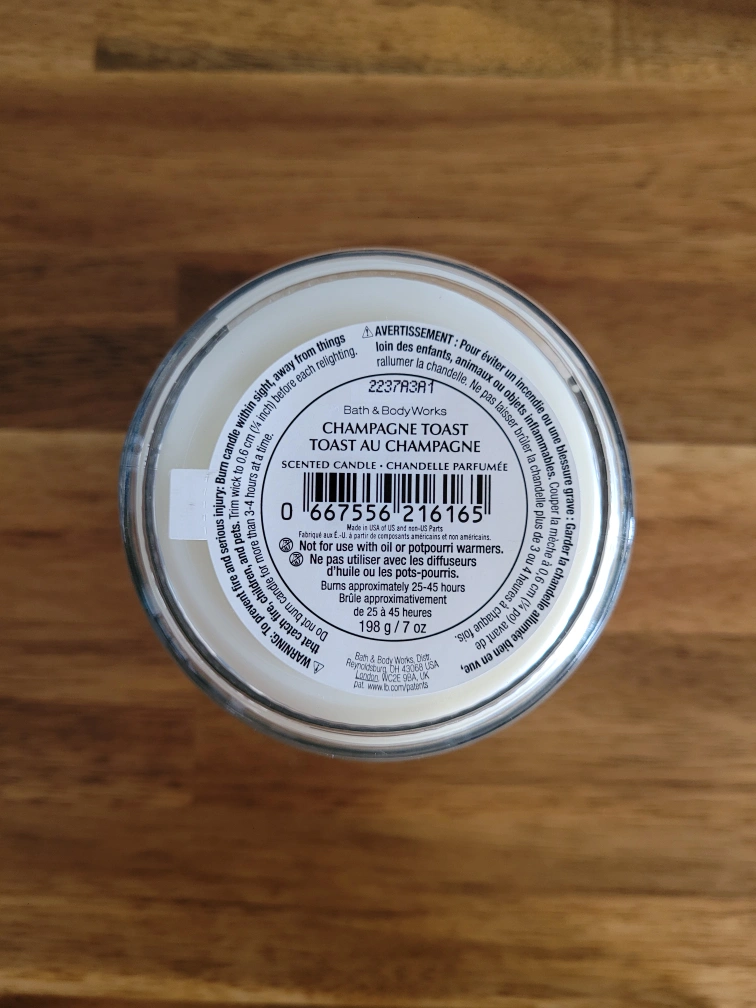 ⚠ WARNING: To prevent fire and serious injury: Burn candle within sight, away from things
that catch fire, children, and pets. Trim wick to 0.6 cm (¼ inch) before each relighting.
Do not burn candle for more than 3-4 hours at a time.
⚠ AVERTISSEMENT : Pour éviter un incendie ou une blessure grave : Garder la chandelle allumée bien en vue,
loin des enfants, animaux ou objets inflammables. Couper la mèche à 0,6 cm (¼ po) avant de
rallumer la chandelle. Ne pas laisser brûler la chandelle plus de 3 ou 4 heures à chaque fois.
2237A3A1
Bath & Body Works
CHAMPAGNE TOAST
TOAST AU CHAMPAGNE
SCENTED CANDLE • CHANDELLE PARFUMÉE
0 667556 216165
Made in USA of US and non-US Parts
Fabriqué aux É.-U. à partir de composants américains et non américains.
Not for use with oil or potpourri warmers.
Ne pas utiliser avec les diffuseurs
d'huile ou les pots-pourris.
Burns approximately 25-45 hours
Brûle approximativement
de 25 à 45 heures
198 g / 7 oz
Bath & Body Works, Distr.
Reynoldsburg, OH 43068 USA
London, WC2E 9BA, UK
pat. www.lb.com/patents